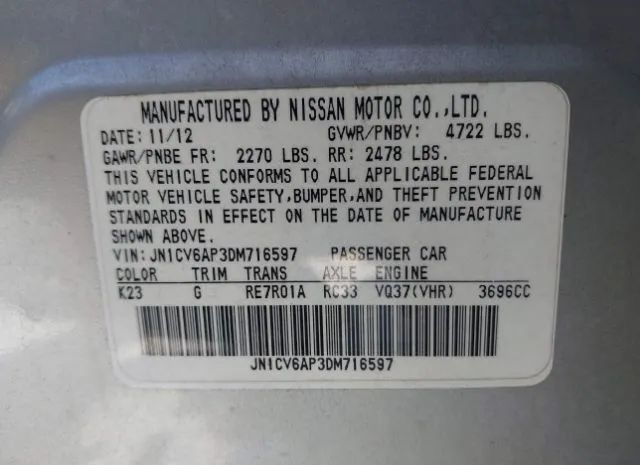 MANUFACTURED BY NISSAN MOTOR CO.,LTD.
DATE: 11/12 GVWR/PNBV: 4722 LBS.
GAWR/PNBE FR: 2270 LBS. RR: 2478 LBS.
THIS VEHICLE CONFORMS TO ALL APPLICABLE FEDERAL
MOTOR VEHICLE SAFETY,BUMPER,AND THEFT PREVENTION
STANDARDS IN EFFECT ON THE DATE OF MANUFACTURE
SHOWN ABOVE.
VIN:JN1CV6AP3DM716597 PASSENGER CAR
COLOR TRIM TRANS AXLE ENGINE
K23 G RE7R01A RC33 VQ37(VHR) 3696CC
JN1CV6AP3DM716597